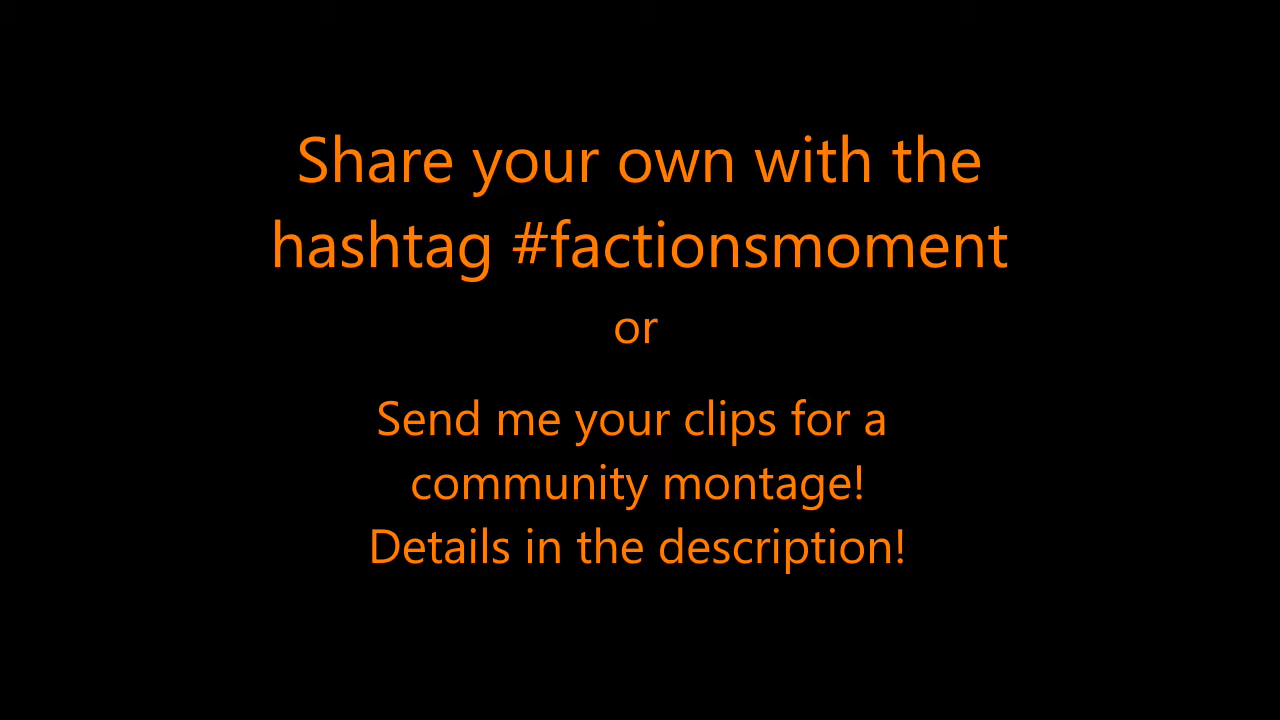 Share your own with the
hashtag #factionsmoment
or
Send me your clips for a
community montage!
Details in the description!